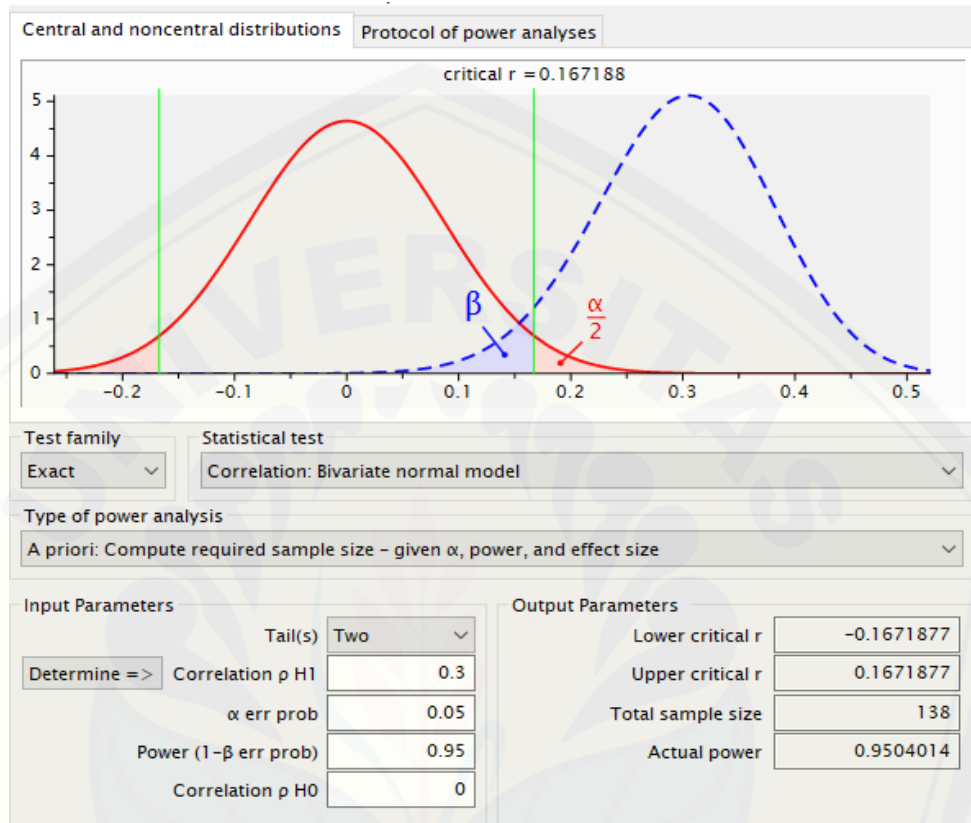 Central and noncentral distributions Protocol of power analyses
critical r = 0.167188
5
4
3
2
1
0
β
α
2
-0.2 -0.1 0 0.1 0.2 0.3 0.4 0.5
Test family Statistical test
Exact Correlation: Bivariate normal model
Type of power analysis
A priori: Compute required sample size – given α, power, and effect size
Input Parameters Output Parameters
Tail(s) Two Lower critical r -0.1671877
Determine => Correlation ρ H1 0.3 Upper critical r 0.1671877
α err prob 0.05 Total sample size 138
Power (1-β err prob) 0.95 Actual power 0.9504014
Correlation ρ H0 0
UNIVERSITAS